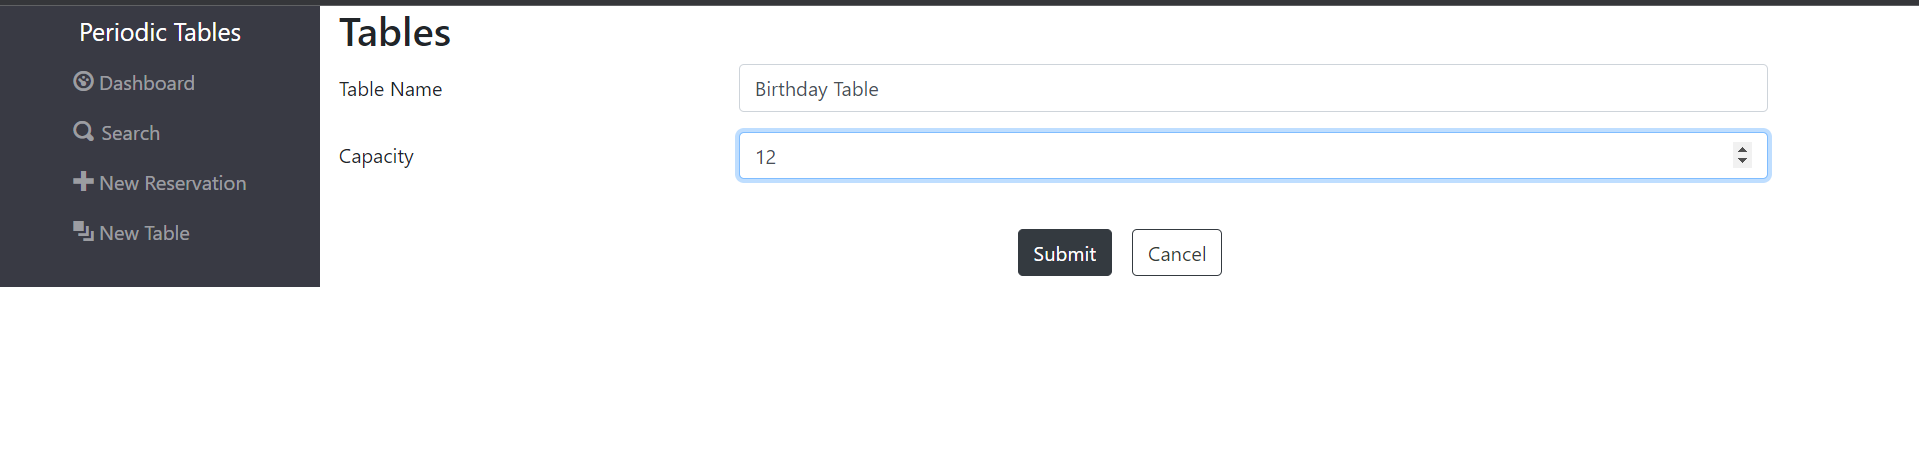 Periodic Tables
Dashboard
Search
New Reservation
New Table
Tables
Table Name
Birthday Table
Capacity
12
Submit
Cancel